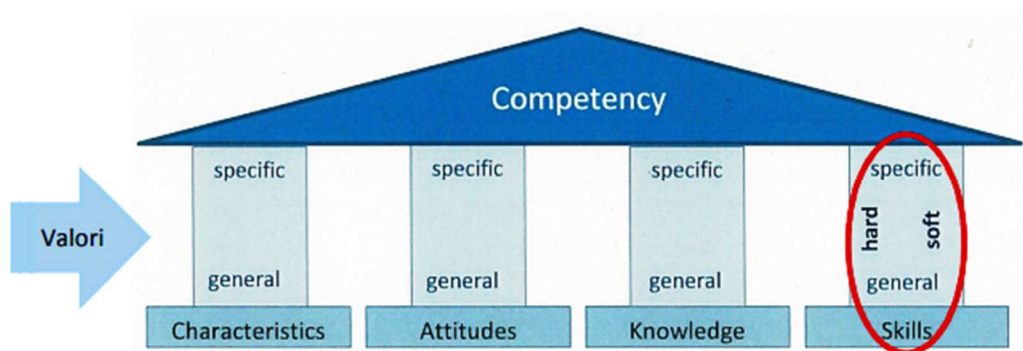 Competency
Valori
specific
general
Characteristics
specific
general
Attitudes
specific
general
Knowledge
specific
hard
soft
general
Skills